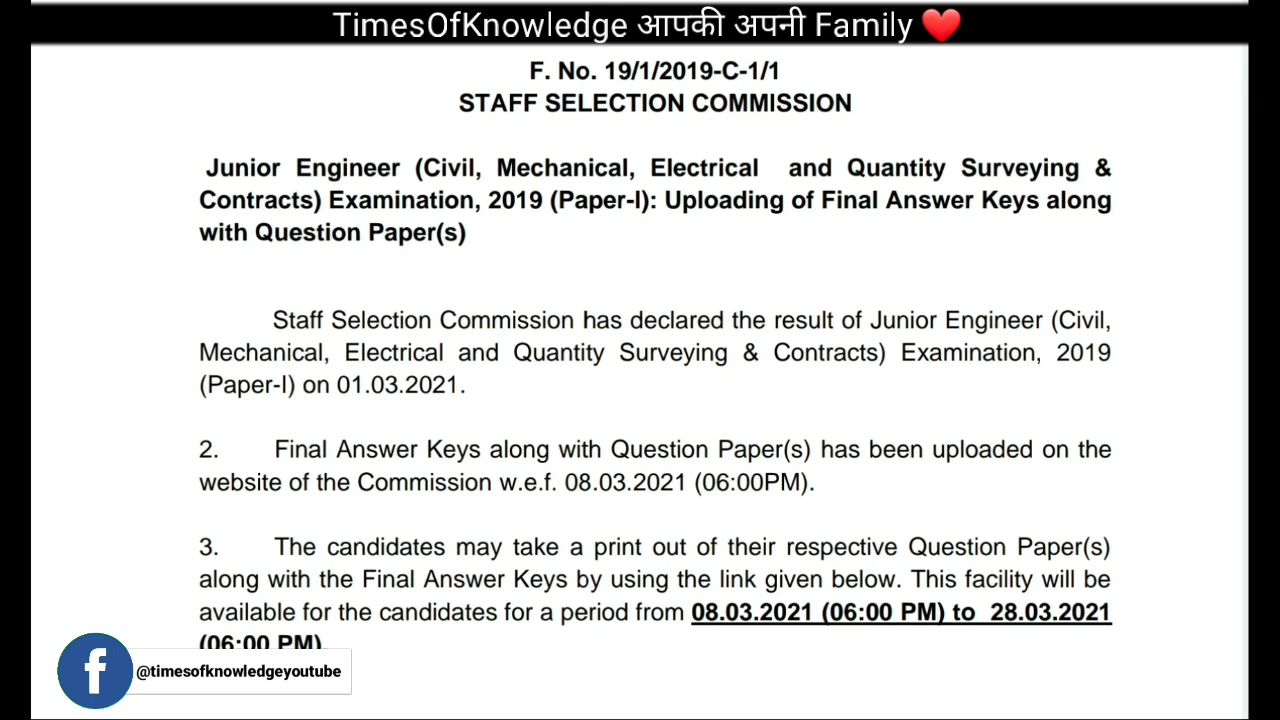 TimesOfKnowledge आपकी अपनी Family ❤️
F. No. 19/1/2019-C-1/1
STAFF SELECTION COMMISSION
Junior Engineer (Civil, Mechanical, Electrical and Quantity Surveying &
Contracts) Examination, 2019 (Paper-I): Uploading of Final Answer Keys along
with Question Paper(s)
Staff Selection Commission has declared the result of Junior Engineer (Civil,
Mechanical, Electrical and Quantity Surveying & Contracts) Examination, 2019
(Paper-I) on 01.03.2021.
2. Final Answer Keys along with Question Paper(s) has been uploaded on the
website of the Commission w.e.f. 08.03.2021 (06:00PM).
3. The candidates may take a print out of their respective Question Paper(s)
along with the Final Answer Keys by using the link given below. This facility will be
available for the candidates for a period from 08.03.2021 (06:00 PM) to 28.03.2021
(06:00 PM).
f @timesofknowledgeyoutube